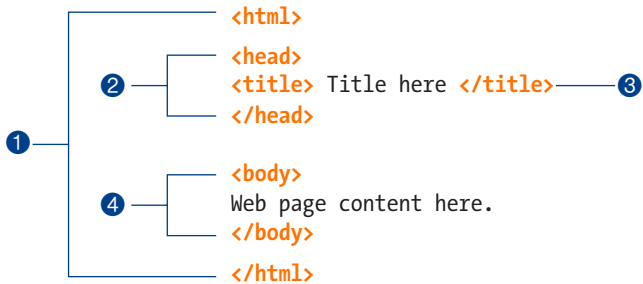 <html>
<head>
2
<title> Title here </title>
3
</head>
1
<body>
4
Web page content here.
</body>
</html>